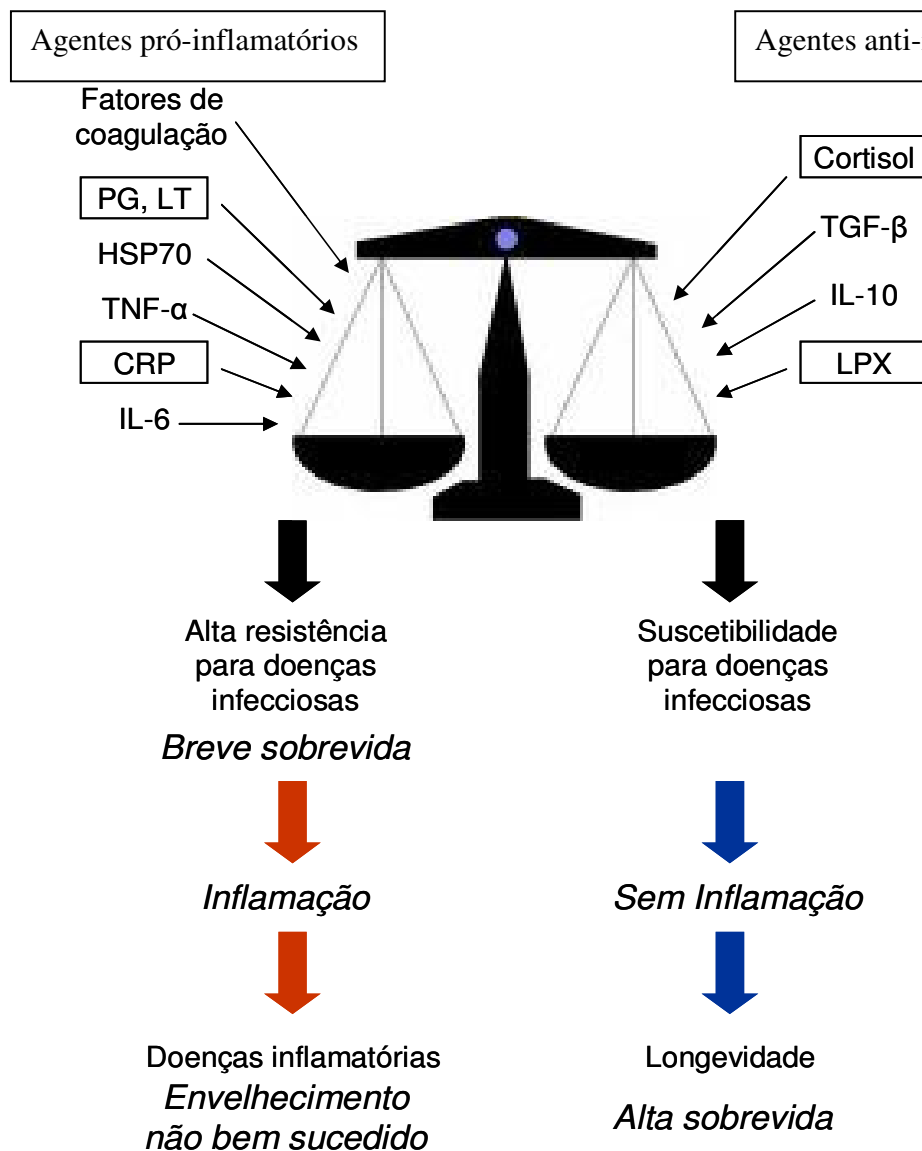 Agentes pró-inflamatórios
Agentes anti-
Fatores de
coagulação
PG, LT
HSP70
TNF-α
CRP
IL-6
Cortisol
TGF-β
IL-10
LPX
Alta resistência
para doenças
infecciosas
Breve sobrevida
Suscetibilidade
para doenças
infecciosas
Inflamação
Sem Inflamação
Doenças inflamatórias
Envelhecimento
não bem sucedido
Longevidade
Alta sobrevida